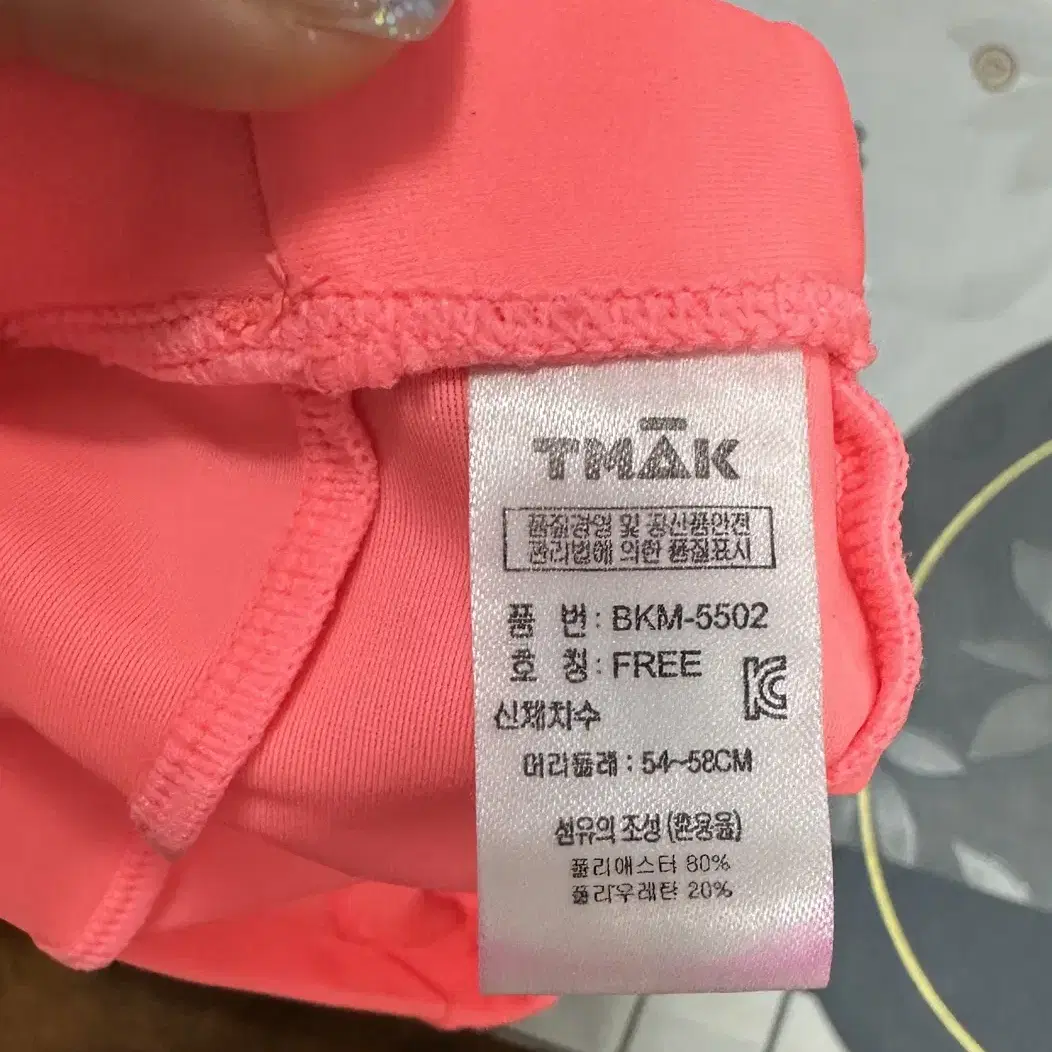 TMAK
품질경영 및 공산품안전
관리법에 의한 품질표시
품 번 : BKM-5502
호 칭 : FREE
신체치수
머리둘레 : 54~58CM
섬유의 조성 (혼용율)
폴리에스터 80%
폴리우레탄 20%